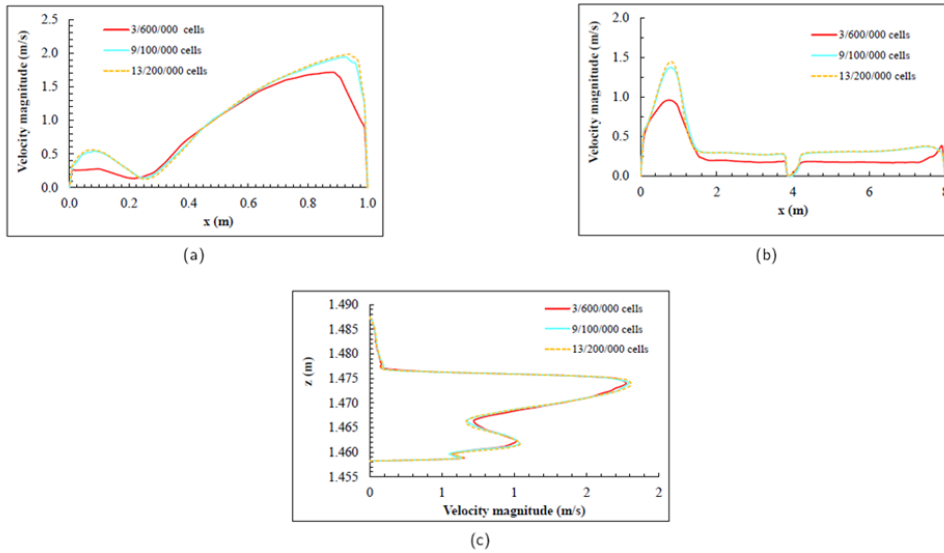 2.5
2.0
1.5
1.0
0.5
0.0
Velocity magnitude (m/s)
3/600/000 cells
9/100/000 cells
13/200/000 cells
0.0 0.2 0.4 0.6 0.8 1.0
x (m)
(a)
2.0
1.5
1.0
0.5
0.0
Velocity magnitude (m/s)
3/600/000 cells
9/100/000 cells
13/200/000 cells
0 2 4 6 8
x (m)
(b)
1.490
1.485
1.480
1.475
1.470
1.465
1.460
1.455
z (m)
3/600/000 cells
9/100/000 cells
13/200/000 cells
0 1 1 2 2
Velocity magnitude (m/s)
(c)